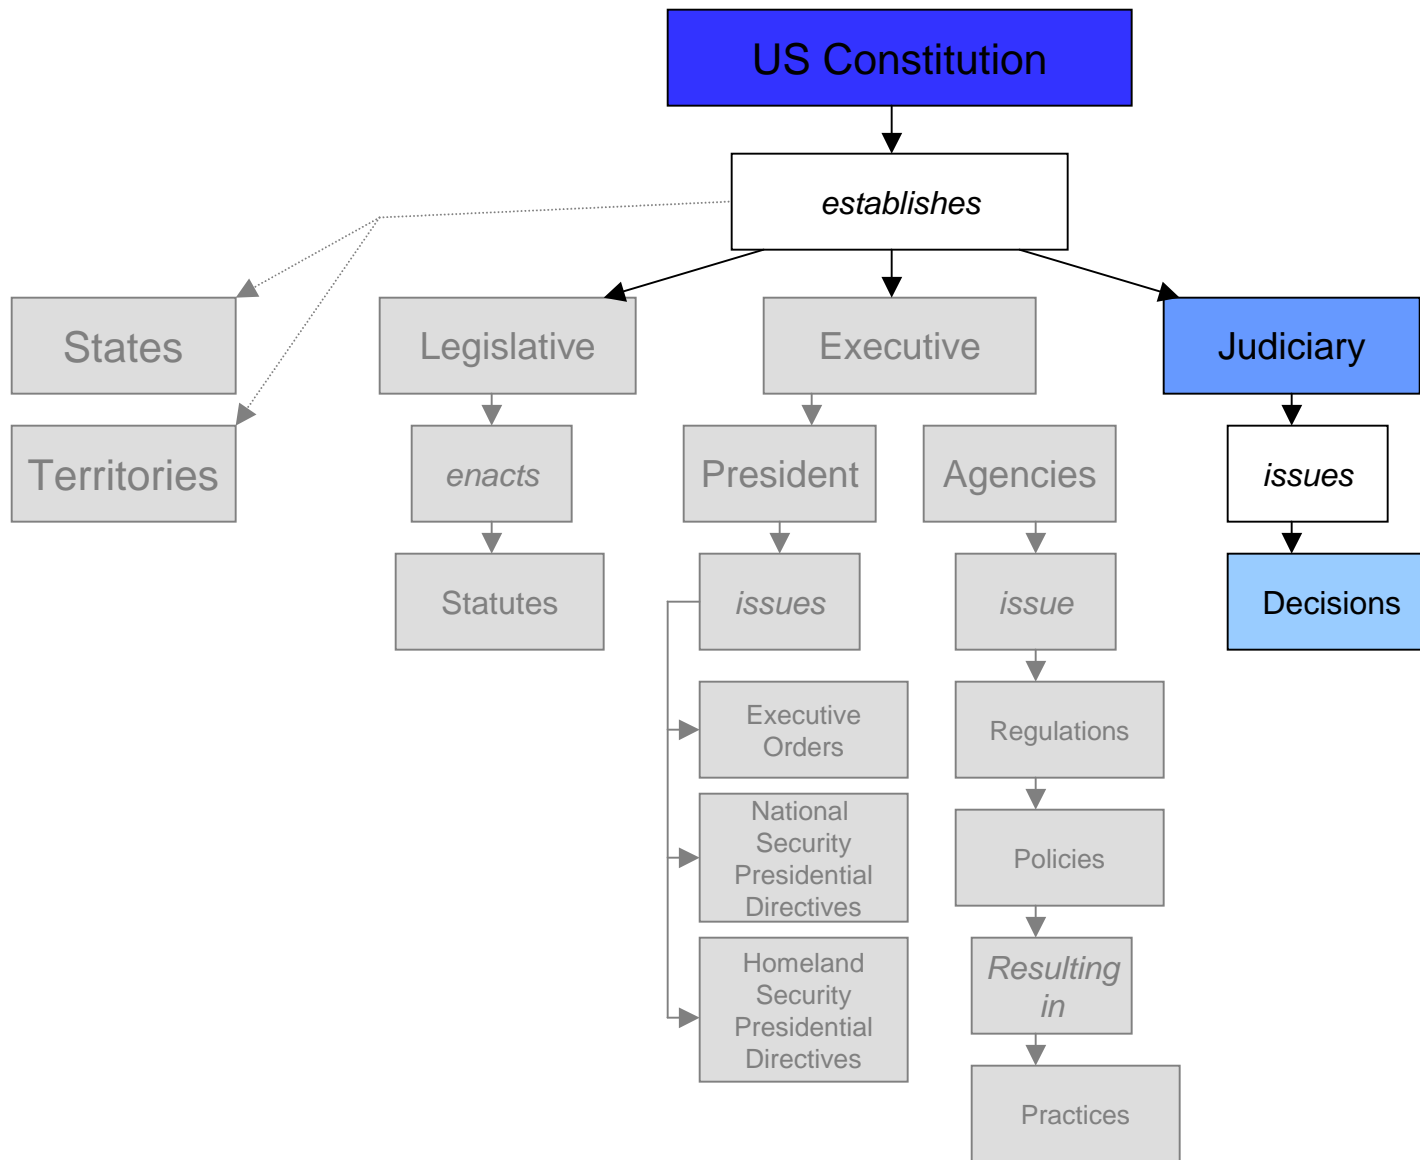 US Constitution
establishes
States
Legislative
Executive
Judiciary
Territories
enacts
President
Agencies
issues
Statutes
issues
issue
Decisions
Executive
Orders
Regulations
National
Security
Presidential
Directives
Policies
Homeland
Security
Presidential
Directives
Resulting
in
Practices